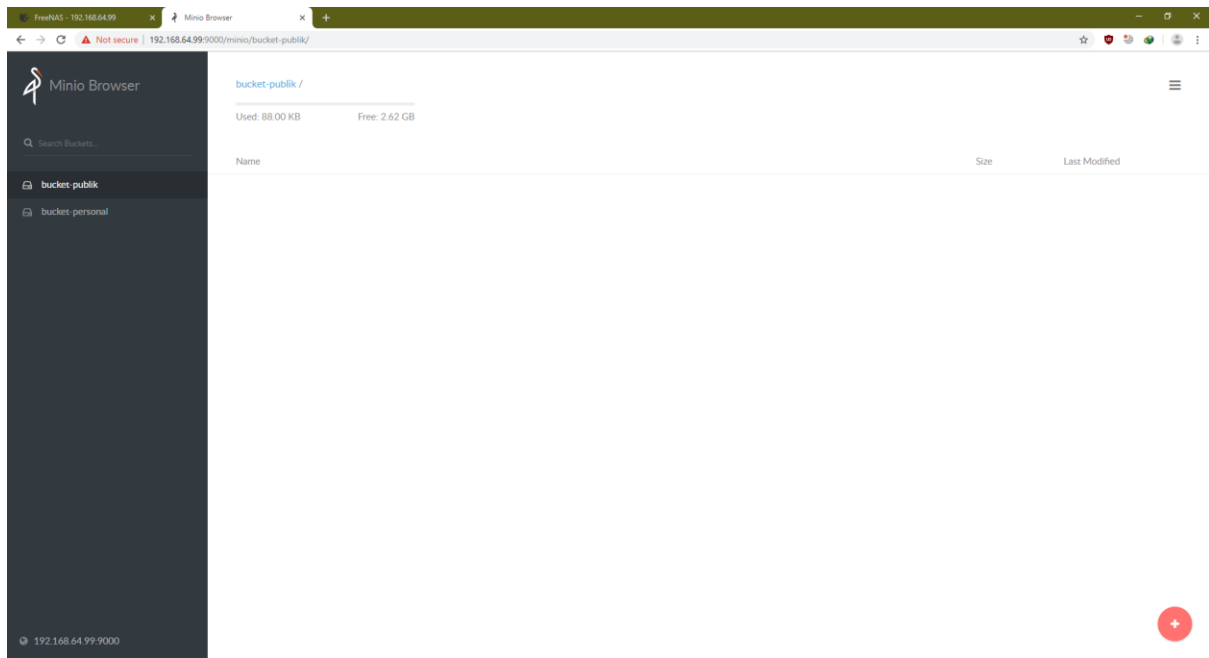 FreeNAS - 192.168.64.99
Minio Browser
Not secure | 192.168.64.99:9000/minio/bucket-publik/
Minio Browser
bucket-publik /
Used: 88.00 KB Free: 2.62 GB
Search Buckets...
Name Size Last Modified
bucket-publik
bucket-personal
192.168.64.99:9000